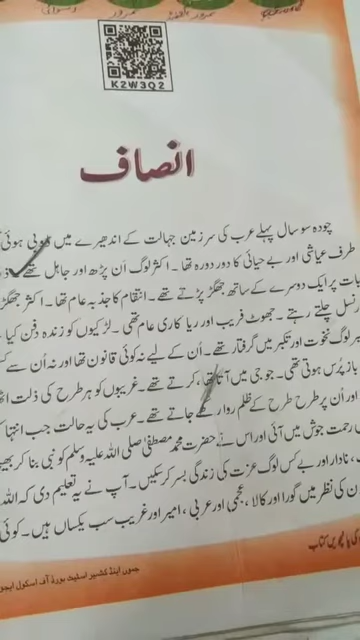 K2W3Q2
انصاف
چودہ سو سال پہلے عرب کی سرزمین جہالت کے اندھیرے میں ڈوبی ہوئی
طرف عیاشی اور بے حیائی کا دور دورہ تھا۔ اکثر لوگ اَن پڑھ اور جاہل تھے
بات پر ایک دوسرے کے ساتھ جھگڑ پڑتے تھے۔ انتقام کا جذبہ عام تھا۔ اکثر جھگڑ
نسل چلتے رہتے۔ جھوٹ فریب اور ریا کاری عام تھی۔ لڑکیوں کو زندہ دفن کیا
لوگ نخوت اور تکبر میں گرفتار تھے۔ اُن کے لیے نہ کوئی قانون تھا اور نہ اُن سے
باز پرس ہوتی تھی۔ جو جی میں آتا تھا، کرتے تھے۔ غریبوں کو ہر طرح کی ذلت
اور اُن پر طرح طرح کے ظلم روا رکھے جاتے تھے۔ عرب کی یہ حالت جب انتہا
رحمت جوش میں آئی اور اس نے حضرت محمد مصطفیٰ صلی اللہ علیہ وسلم کو نبی بنا کر
نادار اور بے کس لوگ عزت کی زندگی بسر کر سکیں۔ آپ نے یہ تعلیم دی کہ اللہ
کی نظر میں گورا اور کالا، عجمی اور عربی، امیر اور غریب سب یکساں ہیں۔ کوئی
کی پانچویں کتاب
جموں اینڈ کشمیر اسٹیٹ بورڈ آف اسکول